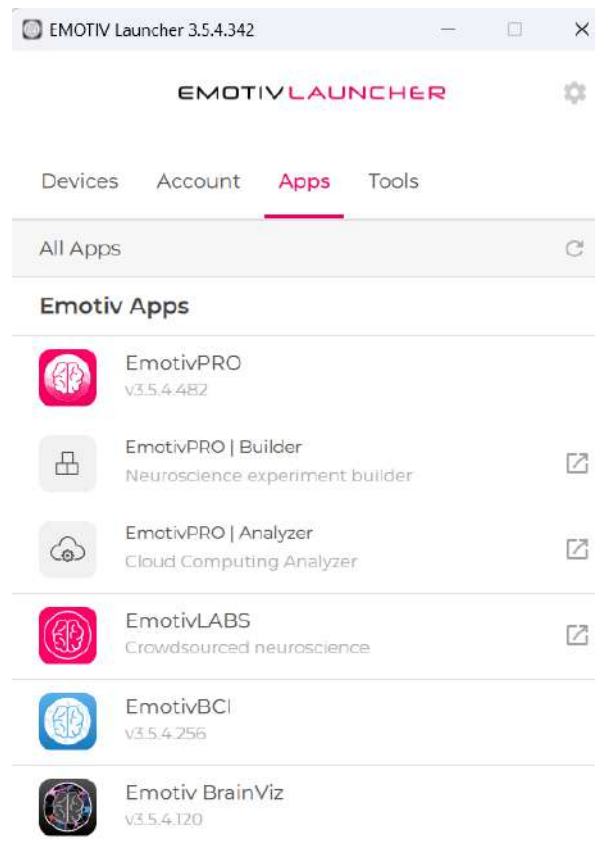 EMOTIV Launcher 3.5.4.342
EMOTIVLAUNCHER
Devices Account Apps Tools
All Apps
Emotiv Apps
EmotivPRO
v3.5.4.482
EmotivPRO | Builder
Neuroscience experiment builder
EmotivPRO | Analyzer
Cloud Computing Analyzer
EmotivLABS
Crowdsourced neuroscience
EmotivBCI
v3.5.4.256
Emotiv BrainViz
v3.5.4.120